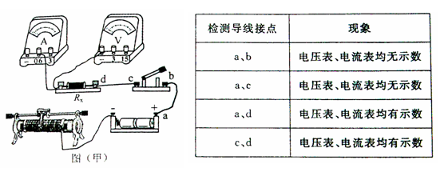 A
V
− 0.6 3
− 3 15
Rx
d
c
b
a
−
+
图(甲)
检测导线接点 现象
a、b 电压表、电流表均无示数
a、c 电压表、电流表均无示数
a、d 电压表、电流表均有示数
c、d 电压表、电流表均有示数